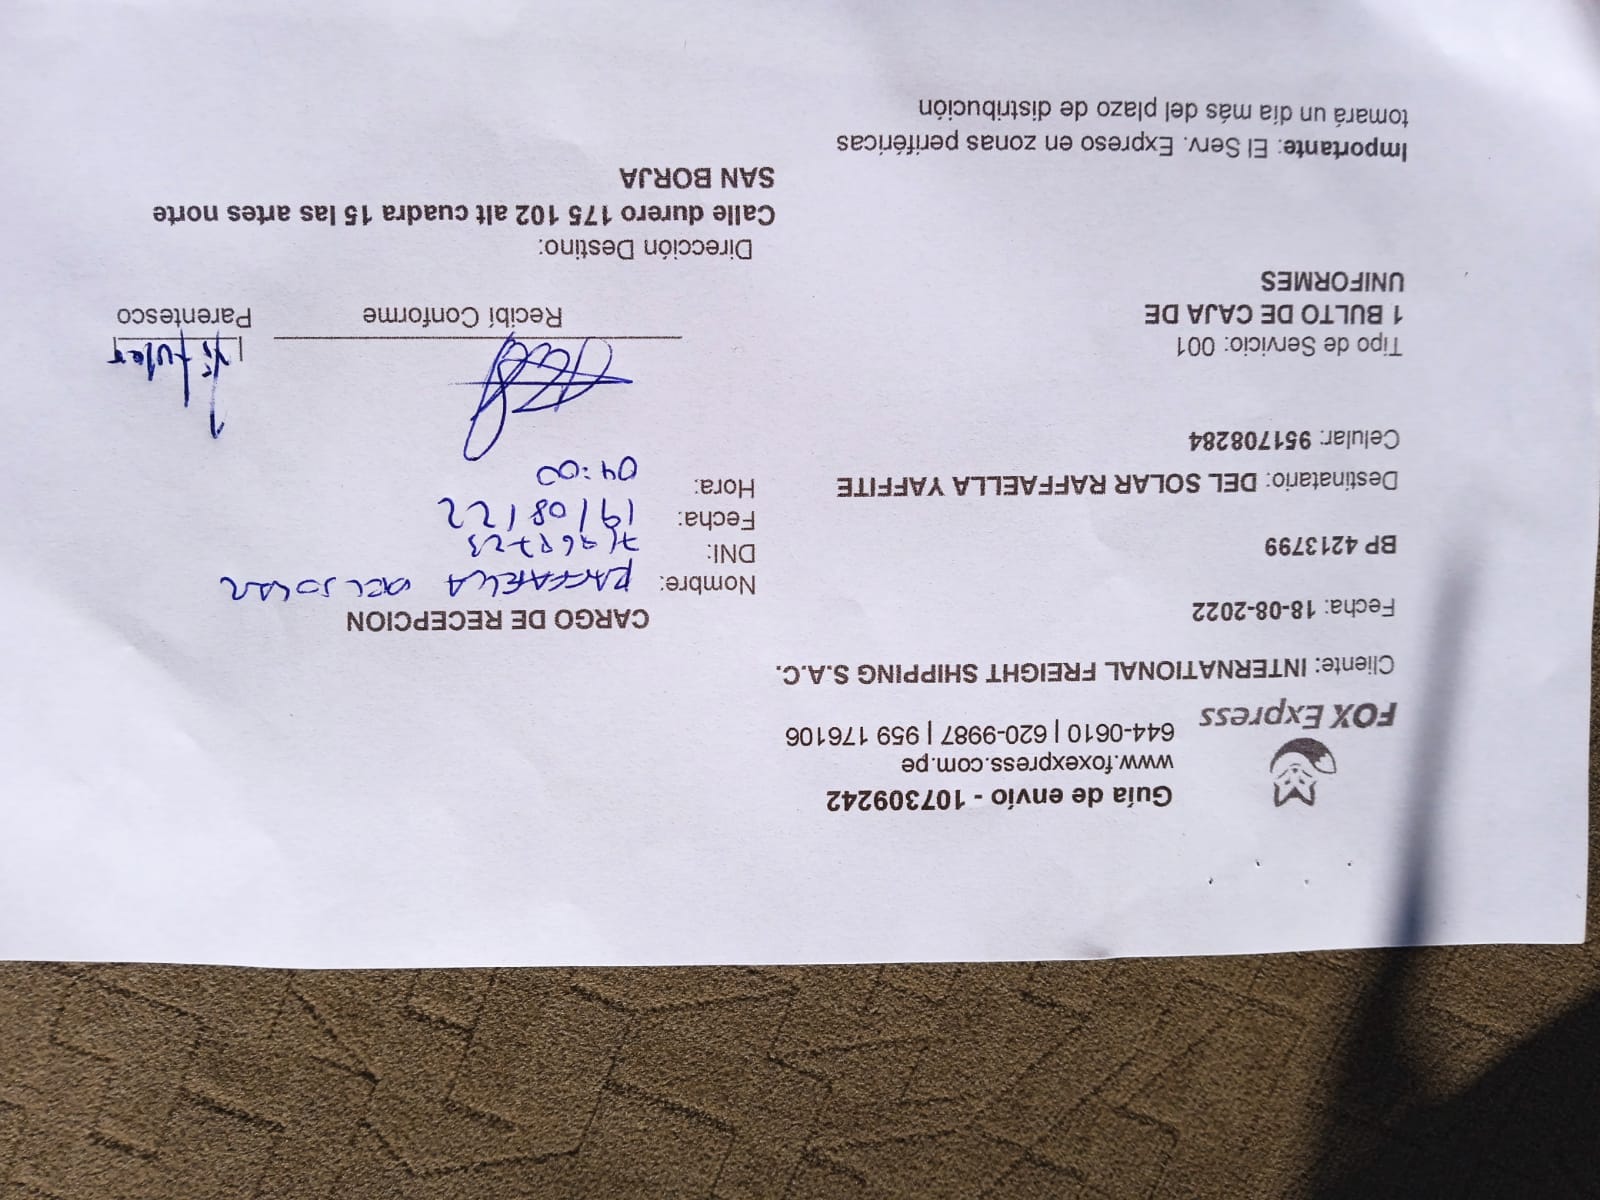 Guía de envío - 107309242
www.foxexpress.com.pe
644-0610 | 620-9987 | 959 176106
FOX Express
Cliente: INTERNATIONAL FREIGHT SHIPPING S.A.C.
Fecha: 18-08-2022
BP 4213799
Destinatario: DEL SOLAR RAFFAELLA YAFFITE
Celular: 951708284
Tipo de Servicio: 001
1 BULTO DE CAJA DE
UNIFORMES
Importante: El Serv. Expreso en zonas periféricas
tomará un día más del plazo de distribución
CARGO DE RECEPCION
Nombre: RAFFAELLA DEL SOLAR
DNI:
Fecha: 19/08/22
Hora: 04:00
Titular
Recibí Conforme
Parentesco
Dirección Destino:
Calle durero 175 102 alt cuadra 15 las artes norte
SAN BORJA